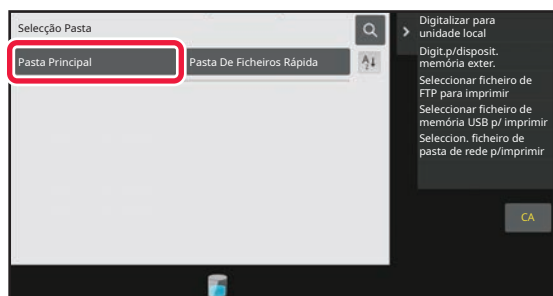 Selecção Pasta
Pasta Principal
Pasta De Ficheiros Rápida
Digitalizar para
unidade local
Digit.p/disposit.
memória exter.
Seleccionar ficheiro de
FTP para imprimir
Seleccionar ficheiro de
memória USB p/ imprimir
Seleccion. ficheiro de
pasta de rede p/imprimir
CA